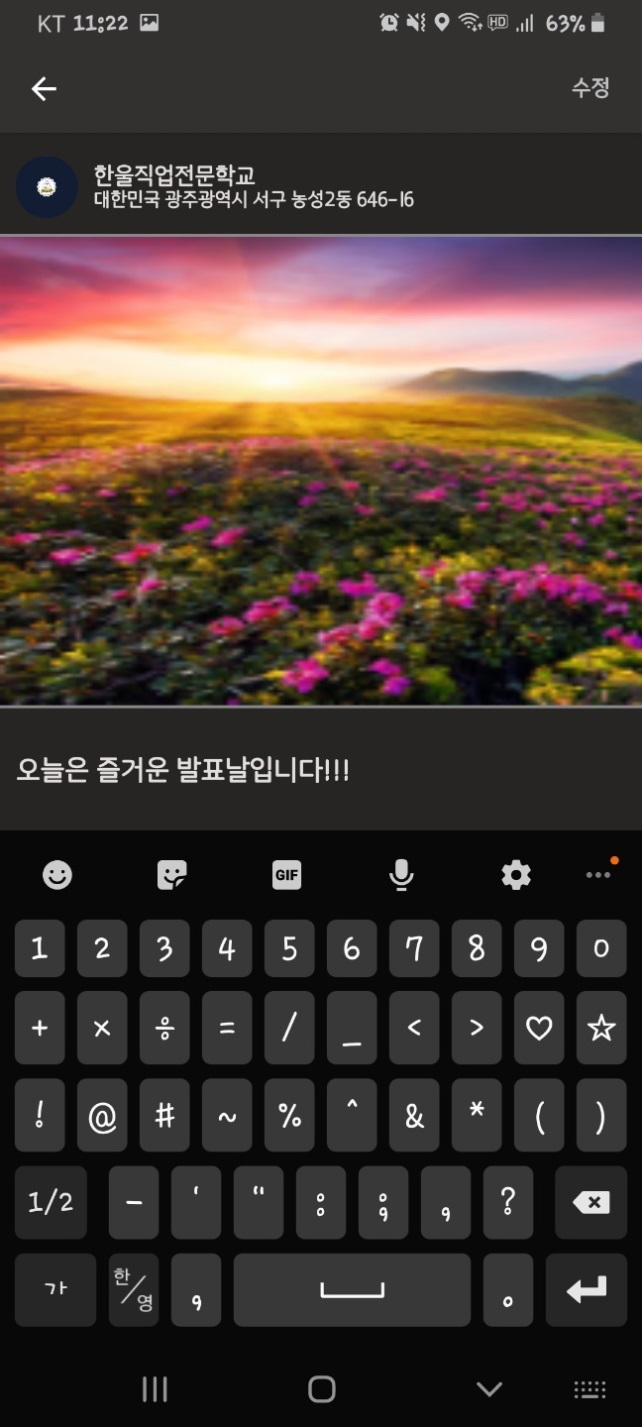 KT 11:22 HD 63%
수정
한울직업전문학교
대한민국 광주광역시 서구 농성2동 646-16
오늘은 즐거운 발표날입니다!!!
GIF
1 2 3 4 5 6 7 8 9 0
+ × ÷ = / _ < > ♡ ☆
! @ # ~ % ^ & * ( )
1/2 - ' " : ; , ?
가 한/영 , .